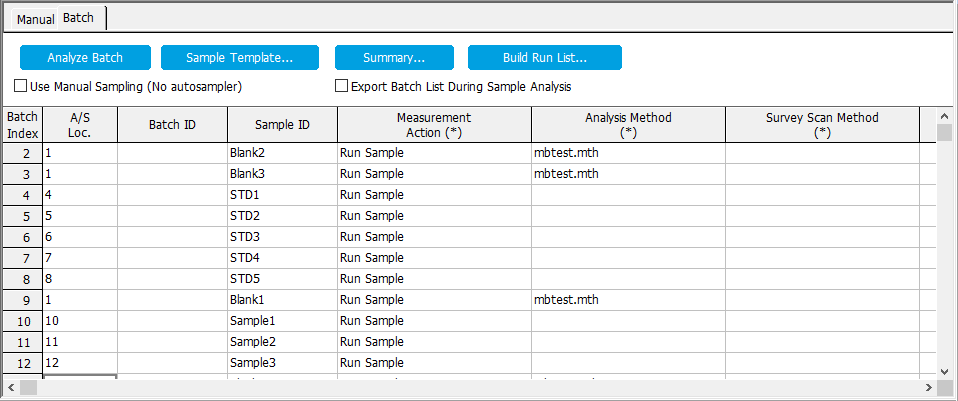 Manual Batch
Analyze Batch Sample Template... Summary... Build Run List...
Use Manual Sampling (No autosampler) Export Batch List During Sample Analysis
Batch Index A/S Loc. Batch ID Sample ID Measurement Action (*) Analysis Method (*) Survey Scan Method (*)
2 1 Blank2 Run Sample mbtest.mth
3 1 Blank3 Run Sample mbtest.mth
4 4 STD1 Run Sample
5 5 STD2 Run Sample
6 6 STD3 Run Sample
7 7 STD4 Run Sample
8 8 STD5 Run Sample
9 1 Blank1 Run Sample mbtest.mth
10 10 Sample1 Run Sample
11 11 Sample2 Run Sample
12 12 Sample3 Run Sample